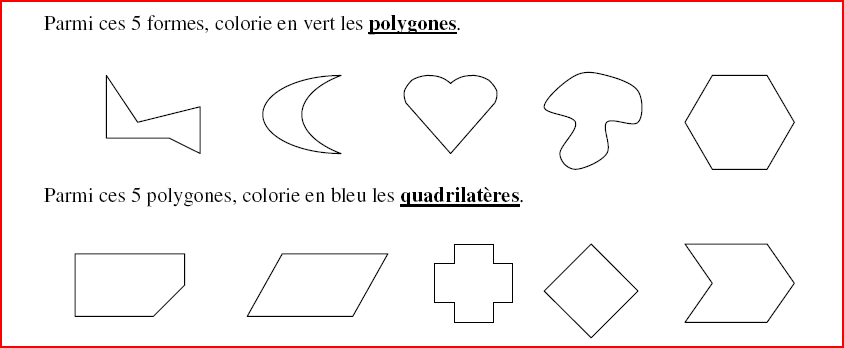 Parmi ces 5 formes, colorie en vert les polygones.
Parmi ces 5 polygones, colorie en bleu les quadrilatères.